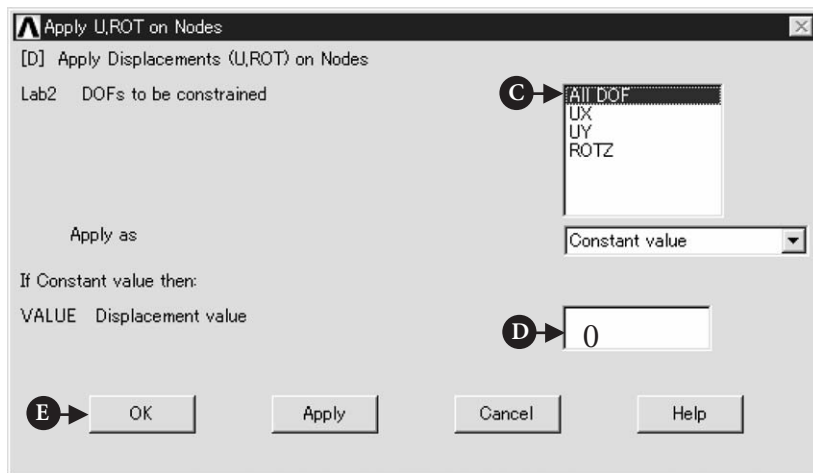 Apply U,ROT on Nodes
[D] Apply Displacements (U,ROT) on Nodes
Lab2 DOFs to be constrained
C
All DOF
UX
UY
ROTZ
Apply as
Constant value
If Constant value then:
VALUE Displacement value
D
0
E
OK
Apply
Cancel
Help